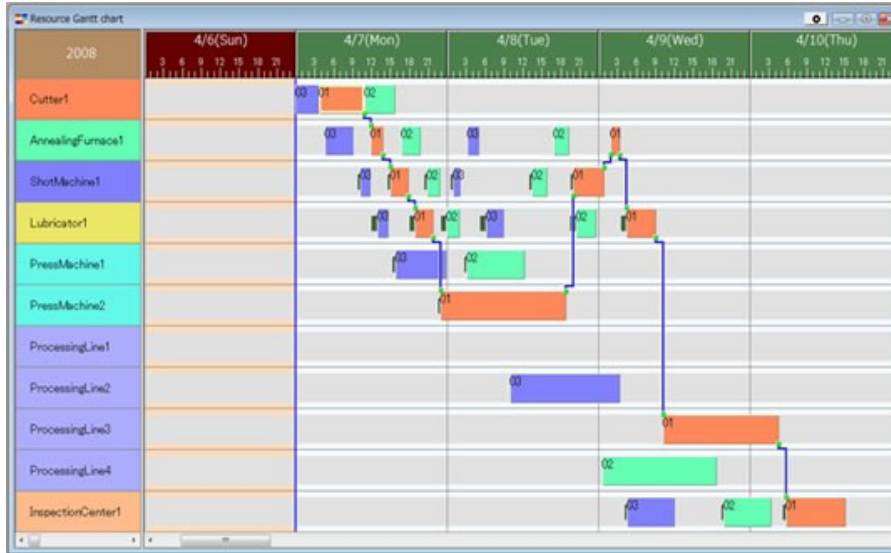 Resource Gantt chart
2008
4/6(Sun) 4/7(Mon) 4/8(Tue) 4/9(Wed) 4/10(Thu)
3 6 9 12 15 18 21 3 6 9 12 15 18 21 3 6 9 12 15 18 21 3 6 9 12 15 18 21 3 6 9 12 15 18
Cutter1 03 01 02
AnnealingFurnace1 03 01 02 03 02 01
ShotMachine1 03 01 02 03 02 01
Lubricator1 03 01 02 03 02 01
PressMachine1 03 02
PressMachine2 01
ProcessingLine1
ProcessingLine2 03
ProcessingLine3 01
ProcessingLine4 02
InspectionCenter1 03 02 01